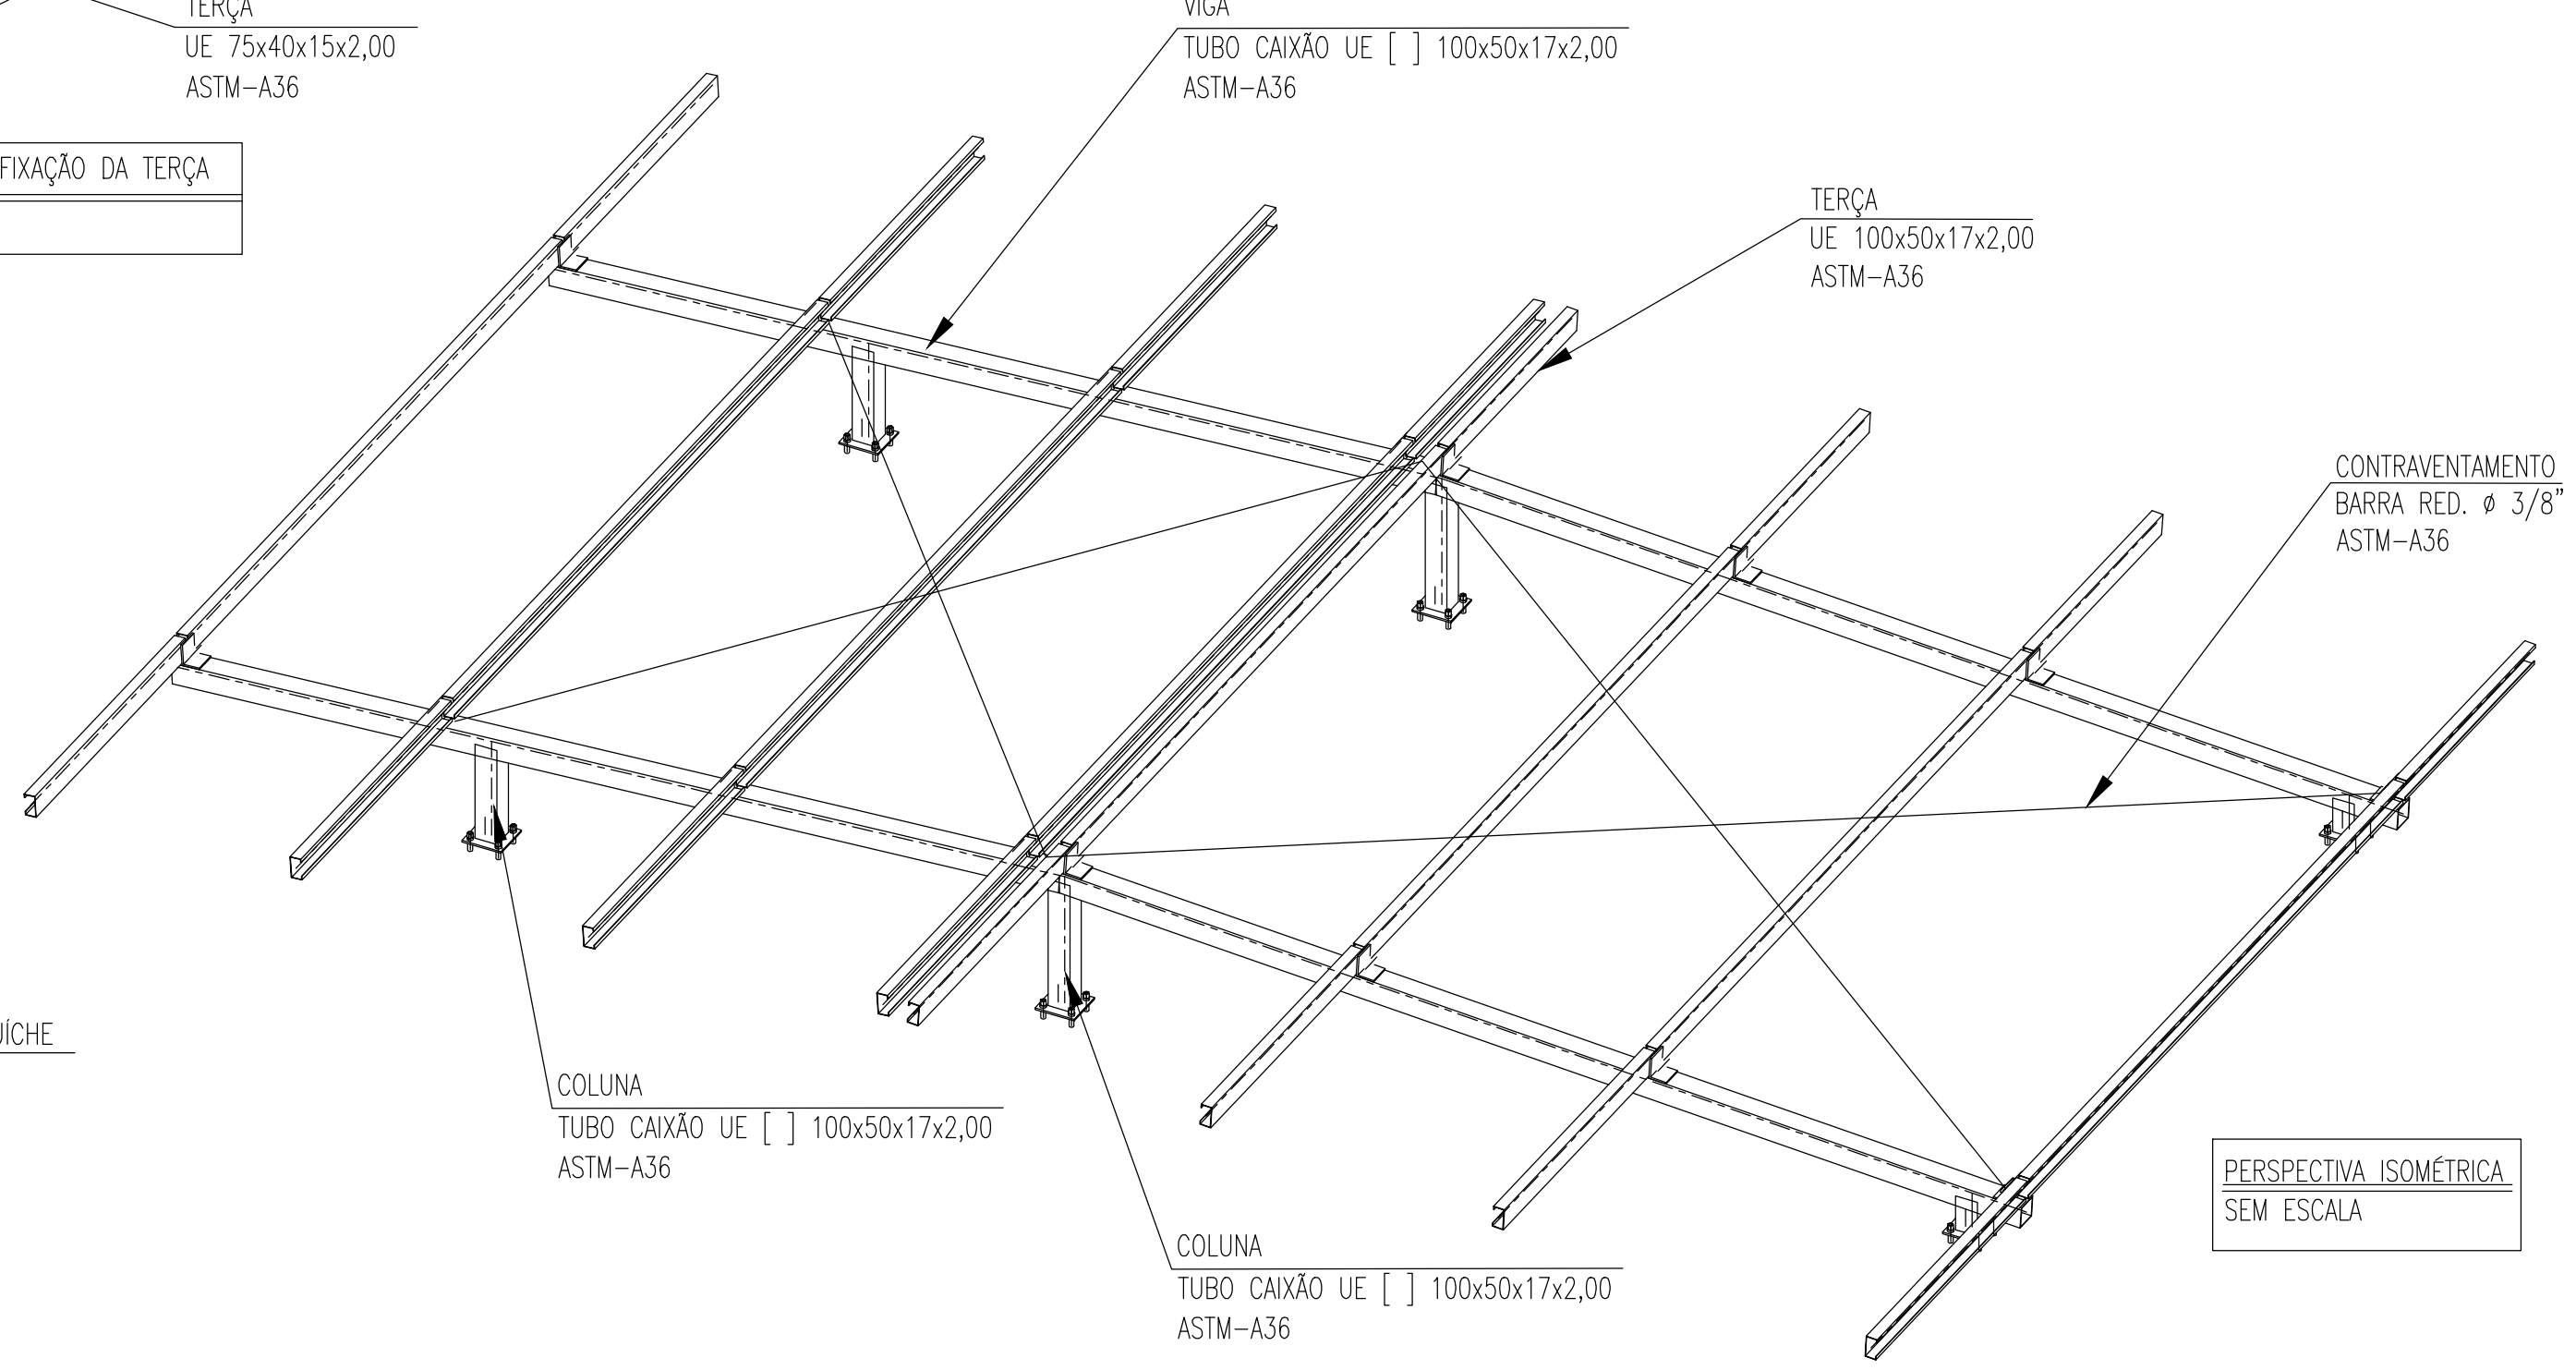 TERÇA
UE 75x40x15x2,00
ASTM-A36
VIGA
TUBO CAIXÃO UE [ ] 100x50x17x2,00
ASTM-A36
FIXAÇÃO DA TERÇA
TERÇA
UE 100x50x17x2,00
ASTM-A36
CONTRAVENTAMENTO
BARRA RED. ø 3/8"
ASTM-A36
ÍCHE
COLUNA
TUBO CAIXÃO UE [ ] 100x50x17x2,00
ASTM-A36
COLUNA
TUBO CAIXÃO UE [ ] 100x50x17x2,00
ASTM-A36
PERSPECTIVA ISOMÉTRICA
SEM ESCALA